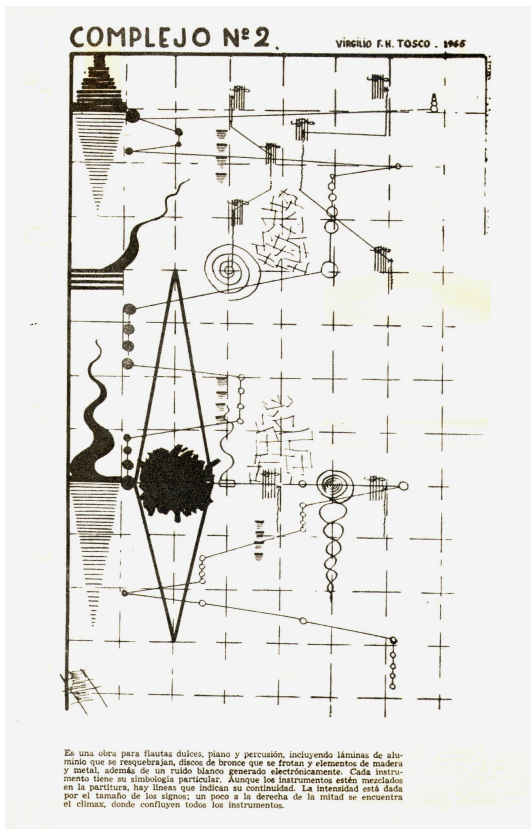 COMPLEJO Nº 2.
VIRGILIO F. H. TOSCO . 1966
Es una obra para flautas dulces, piano y percusión, incluyendo láminas de alu-
minio que se resquebrajan, discos de bronce que se frotan y elementos de madera
y metal, además de un ruido blanco generado electrónicamente. Cada instru-
mento tiene su simbología particular. Aunque los instrumentos estén mezclados
en la partitura, hay líneas que indican su continuidad. La intensidad está dada
por el tamaño de los signos; un poco a la derecha de la mitad se encuentra
el climax, donde confluyen todos los instrumentos.